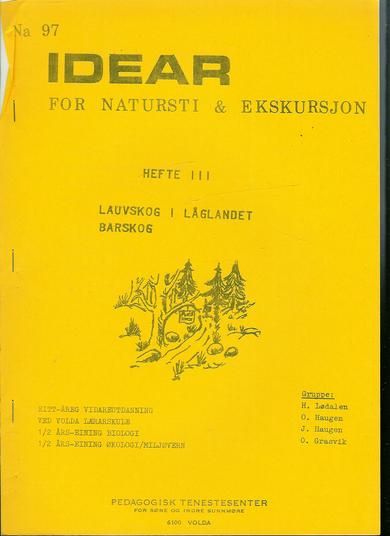 Na 97
IDEAR
FOR NATURSTI & EKSKURSJON
HEFTE III
LAUVSKOG I LÅGLANDET
BARSKOG
EITT-ÅREG VIDAREUTDANNING
VED VOLDA LÆRARSKULE
1/2 ÅRS-EINING BIOLOGI
1/2 ÅRS-EINING ØKOLOGI/MILJØVERN
Gruppe:
H. Lødalen
O. Haugen
J. Haugen
O. Grasvik
PEDAGOGISK TENESTESENTER
FOR SØRE OG INDRE SUNNMØRE
6100 VOLDA